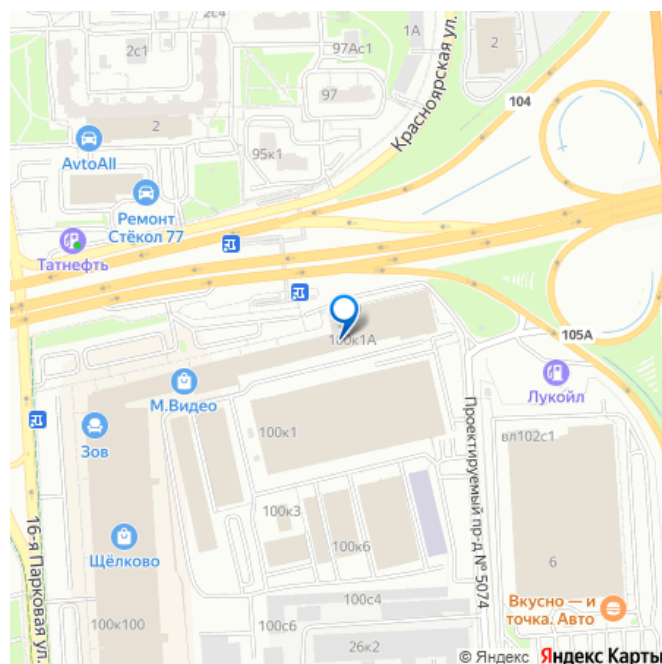 2с4
1А
2с1
97Ас1
2
Красноярская ул.
97
104
2
AvtoAll
95к1
Ремонт
Стёкол 77
Татнефть
105А
100к1А
Лукойл
М.Видео
Зов
100к1
вл102с1
Проектируемый пр-д № 5074
16-я Парковая ул.
100к3
Щёлково
100к6
6
100с4
Вкусно — и
точка. Авто
100к100
100с6
26к2
© Яндекс Яндекс Карты